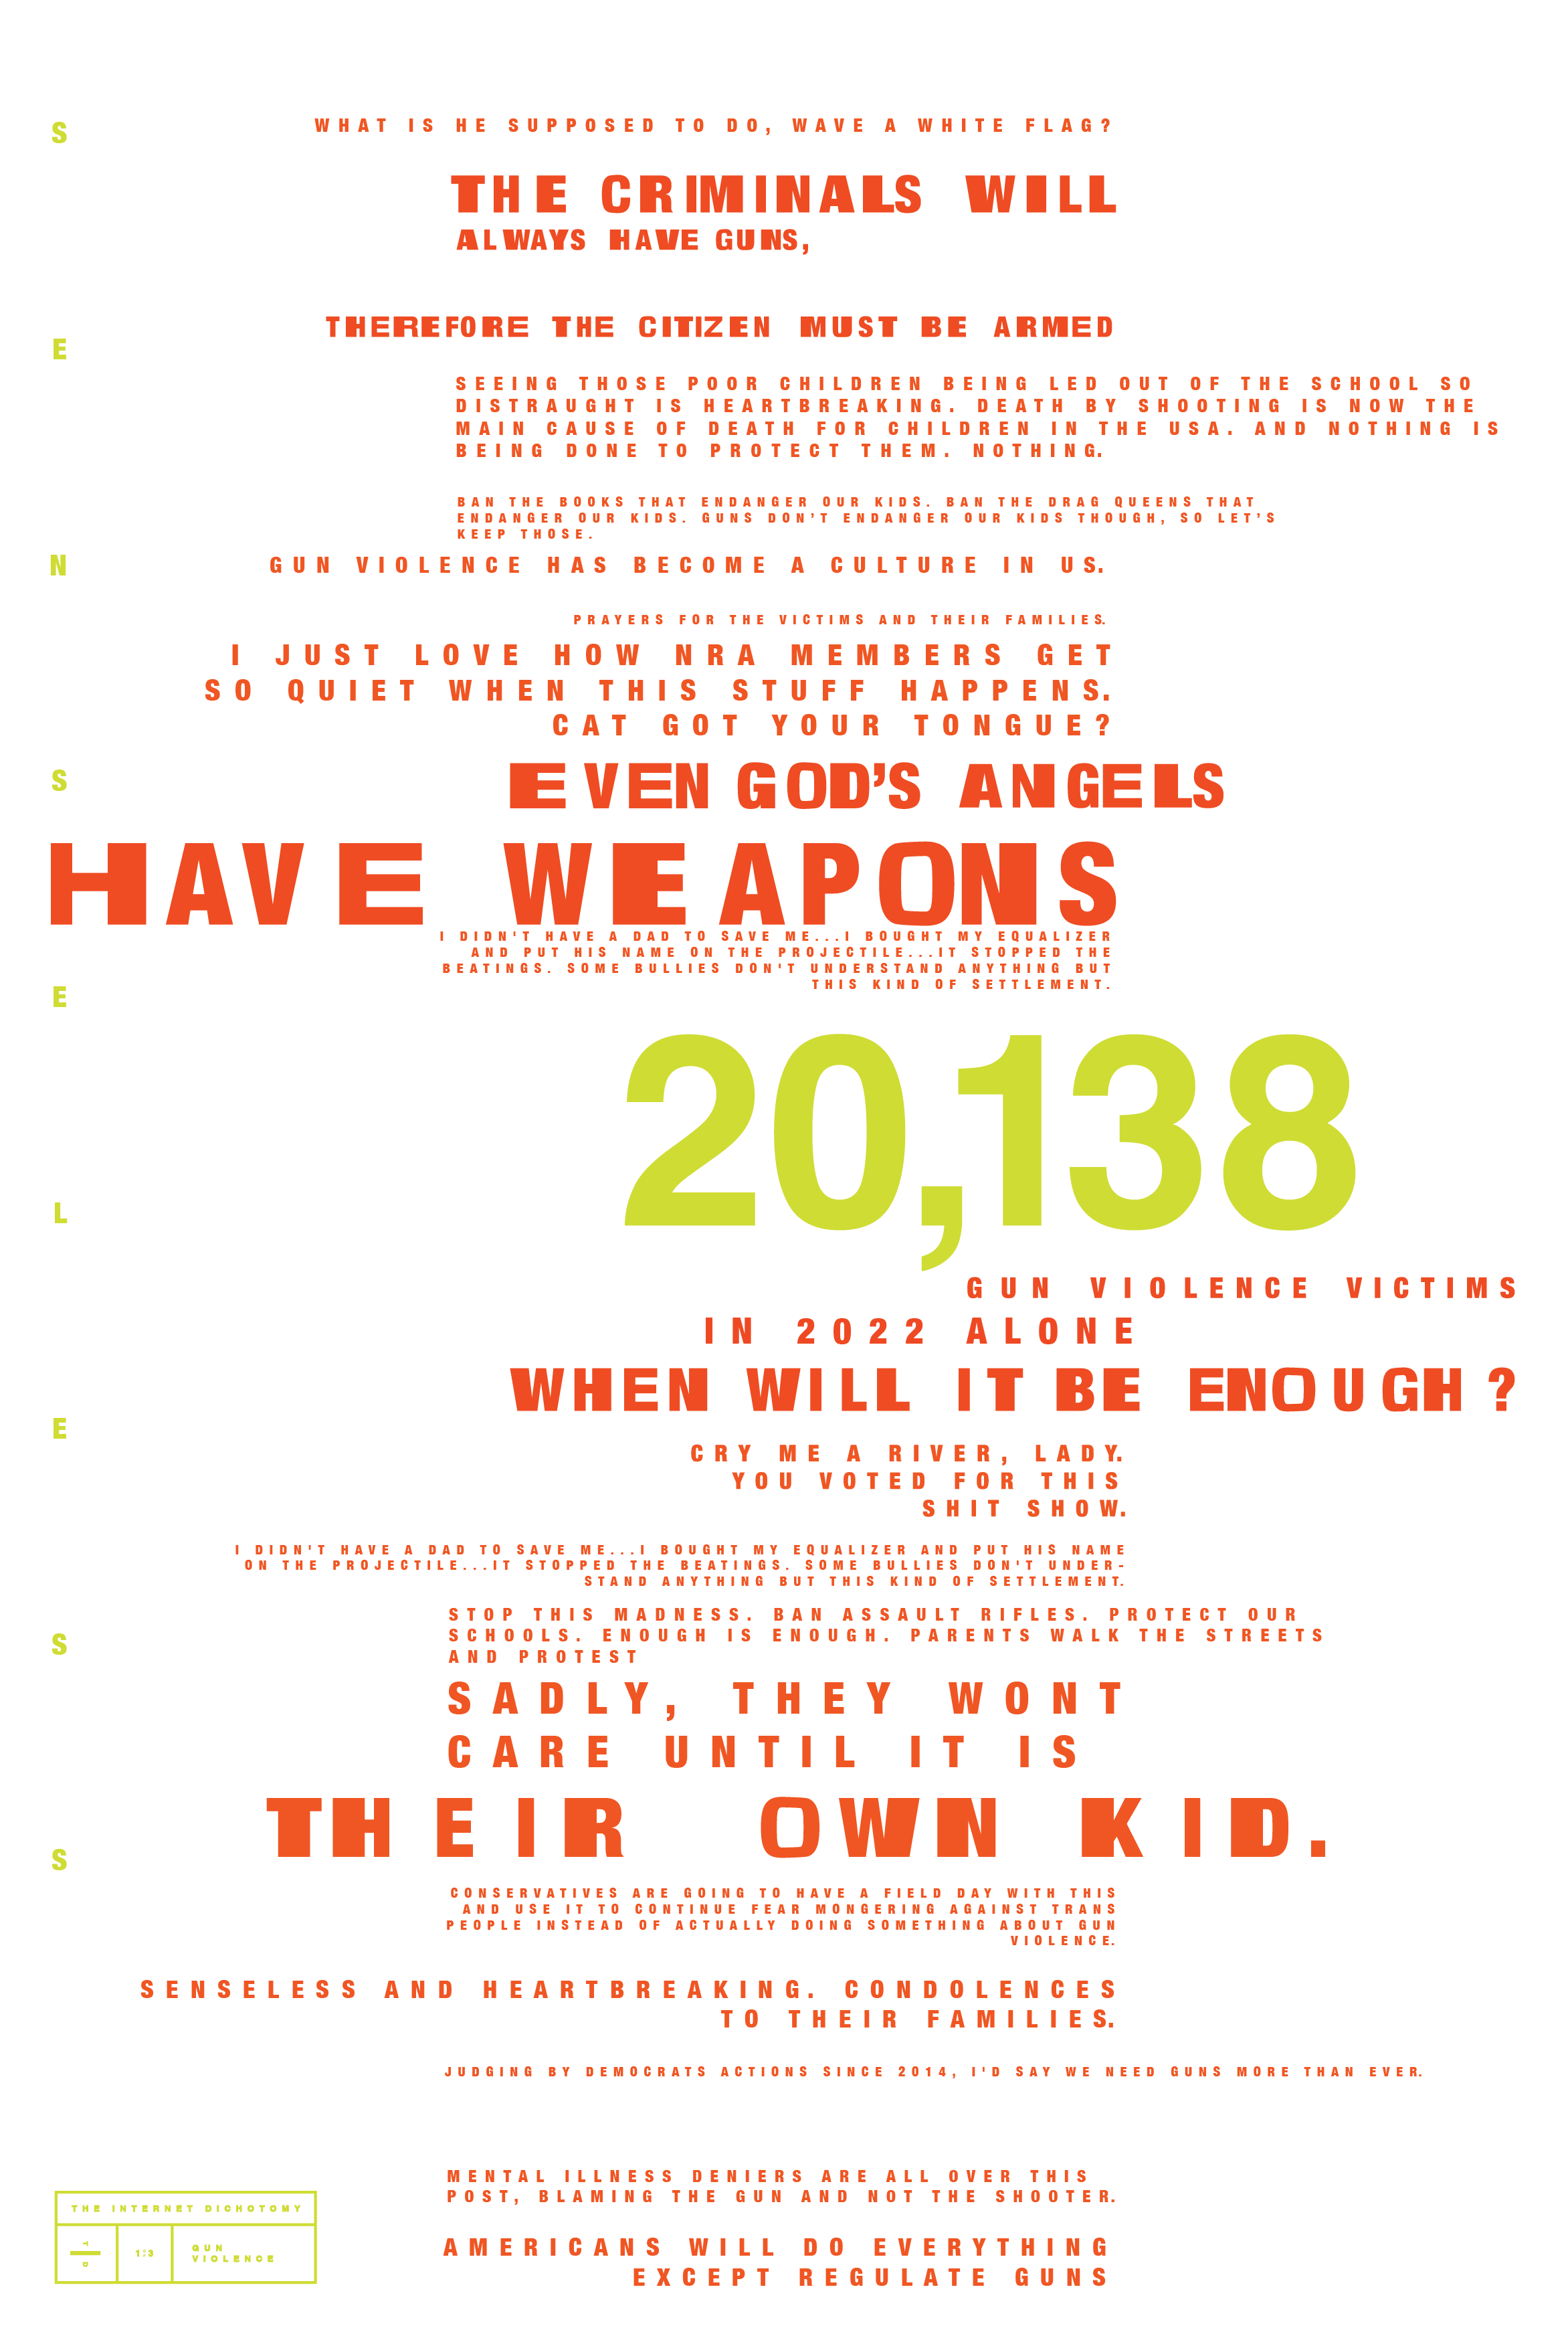 WHAT IS HE SUPPOSED TO DO, WAVE A WHITE FLAG?
THE CRIMINALS WILL
ALWAYS HAVE GUNS,
THEREFORE THE CITIZEN MUST BE ARMED
SEEING THOSE POOR CHILDREN BEING LED OUT OF THE SCHOOL SO
DISTRAUGHT IS HEARTBREAKING. DEATH BY SHOOTING IS NOW THE
MAIN CAUSE OF DEATH FOR CHILDREN IN THE USA. AND NOTHING IS
BEING DONE TO PROTECT THEM. NOTHING.
BAN THE BOOKS THAT ENDANGER OUR KIDS. BAN THE DRAG QUEENS THAT
ENDANGER OUR KIDS. GUNS DON'T ENDANGER OUR KIDS THOUGH, SO LET'S
KEEP THOSE.
GUN VIOLENCE HAS BECOME A CULTURE IN US.
PRAYERS FOR THE VICTIMS AND THEIR FAMILIES.
I JUST LOVE HOW NRA MEMBERS GET
SO QUIET WHEN THIS STUFF HAPPENS.
CAT GOT YOUR TONGUE?
EVEN GOD’S ANGELS
HAVE WEAPONS
I DIDN'T HAVE A DAD TO SAVE ME...I BOUGHT MY EQUALIZER
AND PUT HIS NAME ON THE PROJECTILE...IT STOPPED THE
BEATINGS. SOME BULLIES DON'T UNDERSTAND ANYTHING BUT
THIS KIND OF SETTLEMENT.
20,138
GUN VIOLENCE VICTIMS
IN 2022 ALONE
WHEN WILL IT BE ENOUGH?
CRY ME A RIVER, LADY.
YOU VOTED FOR THIS
SHIT SHOW.
I DIDN'T HAVE A DAD TO SAVE ME...I BOUGHT MY EQUALIZER AND PUT HIS NAME
ON THE PROJECTILE...IT STOPPED THE BEATINGS. SOME BULLIES DON'T UNDER-
STAND ANYTHING BUT THIS KIND OF SETTLEMENT.
STOP THIS MADNESS. BAN ASSAULT RIFLES. PROTECT OUR
SCHOOLS. ENOUGH IS ENOUGH. PARENTS WALK THE STREETS
AND PROTEST
SADLY, THEY WONT
CARE UNTIL IT IS
THEIR OWN KID.
CONSERVATIVES ARE GOING TO HAVE A FIELD DAY WITH THIS
AND USE IT TO CONTINUE FEAR MONGERING AGAINST TRANS
PEOPLE INSTEAD OF ACTUALLY DOING SOMETHING ABOUT GUN
VIOLENCE.
SENSELESS AND HEARTBREAKING. CONDOLENCES
TO THEIR FAMILIES.
JUDGING BY DEMOCRATS ACTIONS SINCE 2014, I'D SAY WE NEED GUNS MORE THAN EVER.
MENTAL ILLNESS DENIERS ARE ALL OVER THIS
POST, BLAMING THE GUN AND NOT THE SHOOTER.
AMERICANS WILL DO EVERYTHING
EXCEPT REGULATE GUNS
SENSELESS
THE INTERNET DICHOTOMY
T D
1:3
GUN
VIOLENCE